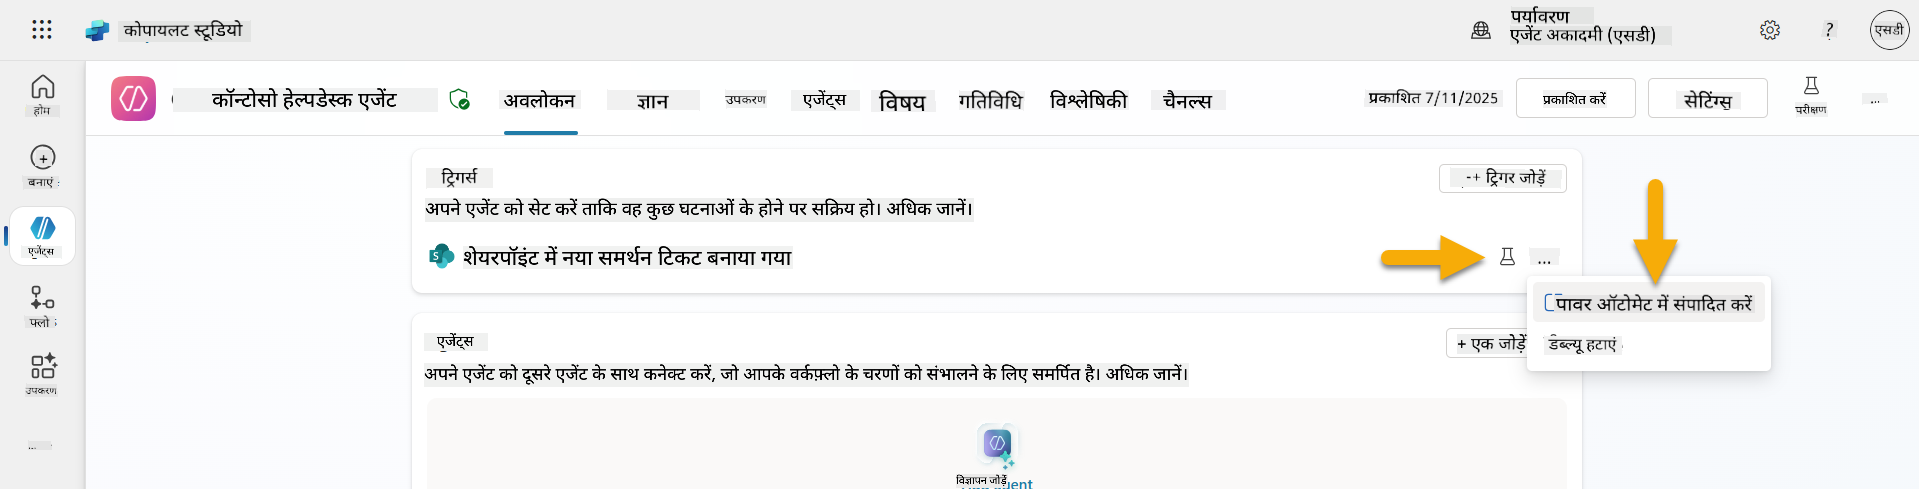 कोपायलट स्टूडियो
पर्यावरण
एजेंट अकादमी (एसडी)
?
एसडी
होम
बनाएं
एजेंट्स
फ्लो
उपकरण
कॉन्टोसो हेल्पडेस्क एजेंट
अवलोकन
ज्ञान
उपकरण
एजेंट्स
विषय
गतिविधि
विश्लेषिकी
चैनल्स
प्रकाशित 7/11/2025
प्रकाशित करें
सेटिंग्स
परीक्षण
...
ट्रिगर्स
+ ट्रिगर जोड़ें
अपने एजेंट को सेट करें ताकि वह कुछ घटनाओं के होने पर सक्रिय हो। अधिक जानें।
शेयरपॉइंट में नया समर्थन टिकट बनाया गया
...
पावर ऑटोमेट में संपादित करें
डिब्ल्यू हटाएं
एजेंट्स
+ एक जोड़ें
अपने एजेंट को दूसरे एजेंट के साथ कनेक्ट करें, जो आपके वर्कफ़्लो के चरणों को संभालने के लिए समर्पित है। अधिक जानें।
विज्ञापन जोड़ें